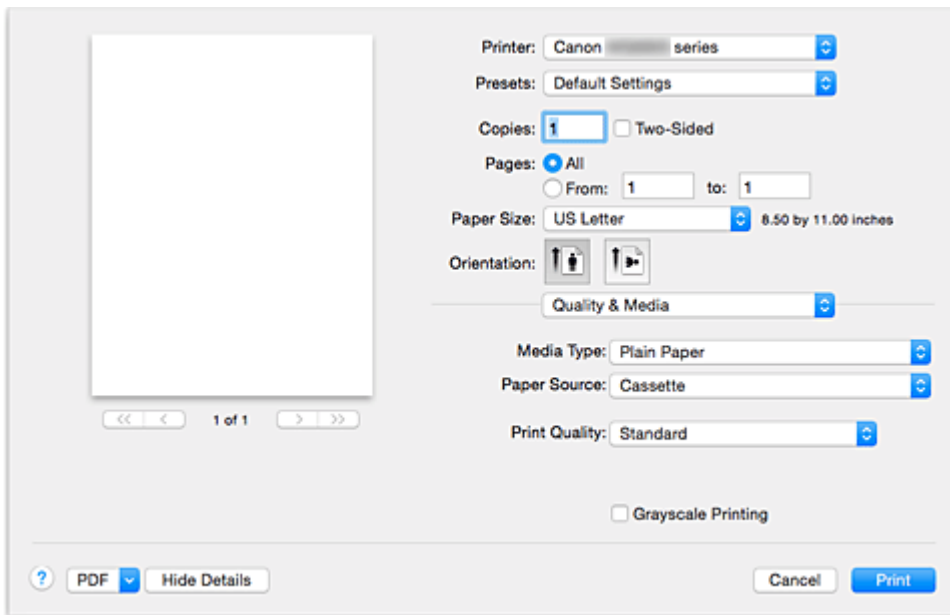 Printer: Canon series
Presets: Default Settings
Copies: 1 Two-Sided
Pages: All
From: 1 to: 1
Paper Size: US Letter 8.50 by 11.00 inches
Orientation:
Quality & Media
Media Type: Plain Paper
Paper Source: Cassette
<< < 1 of 1 > >>
Print Quality: Standard
Grayscale Printing
? PDF Hide Details Cancel Print